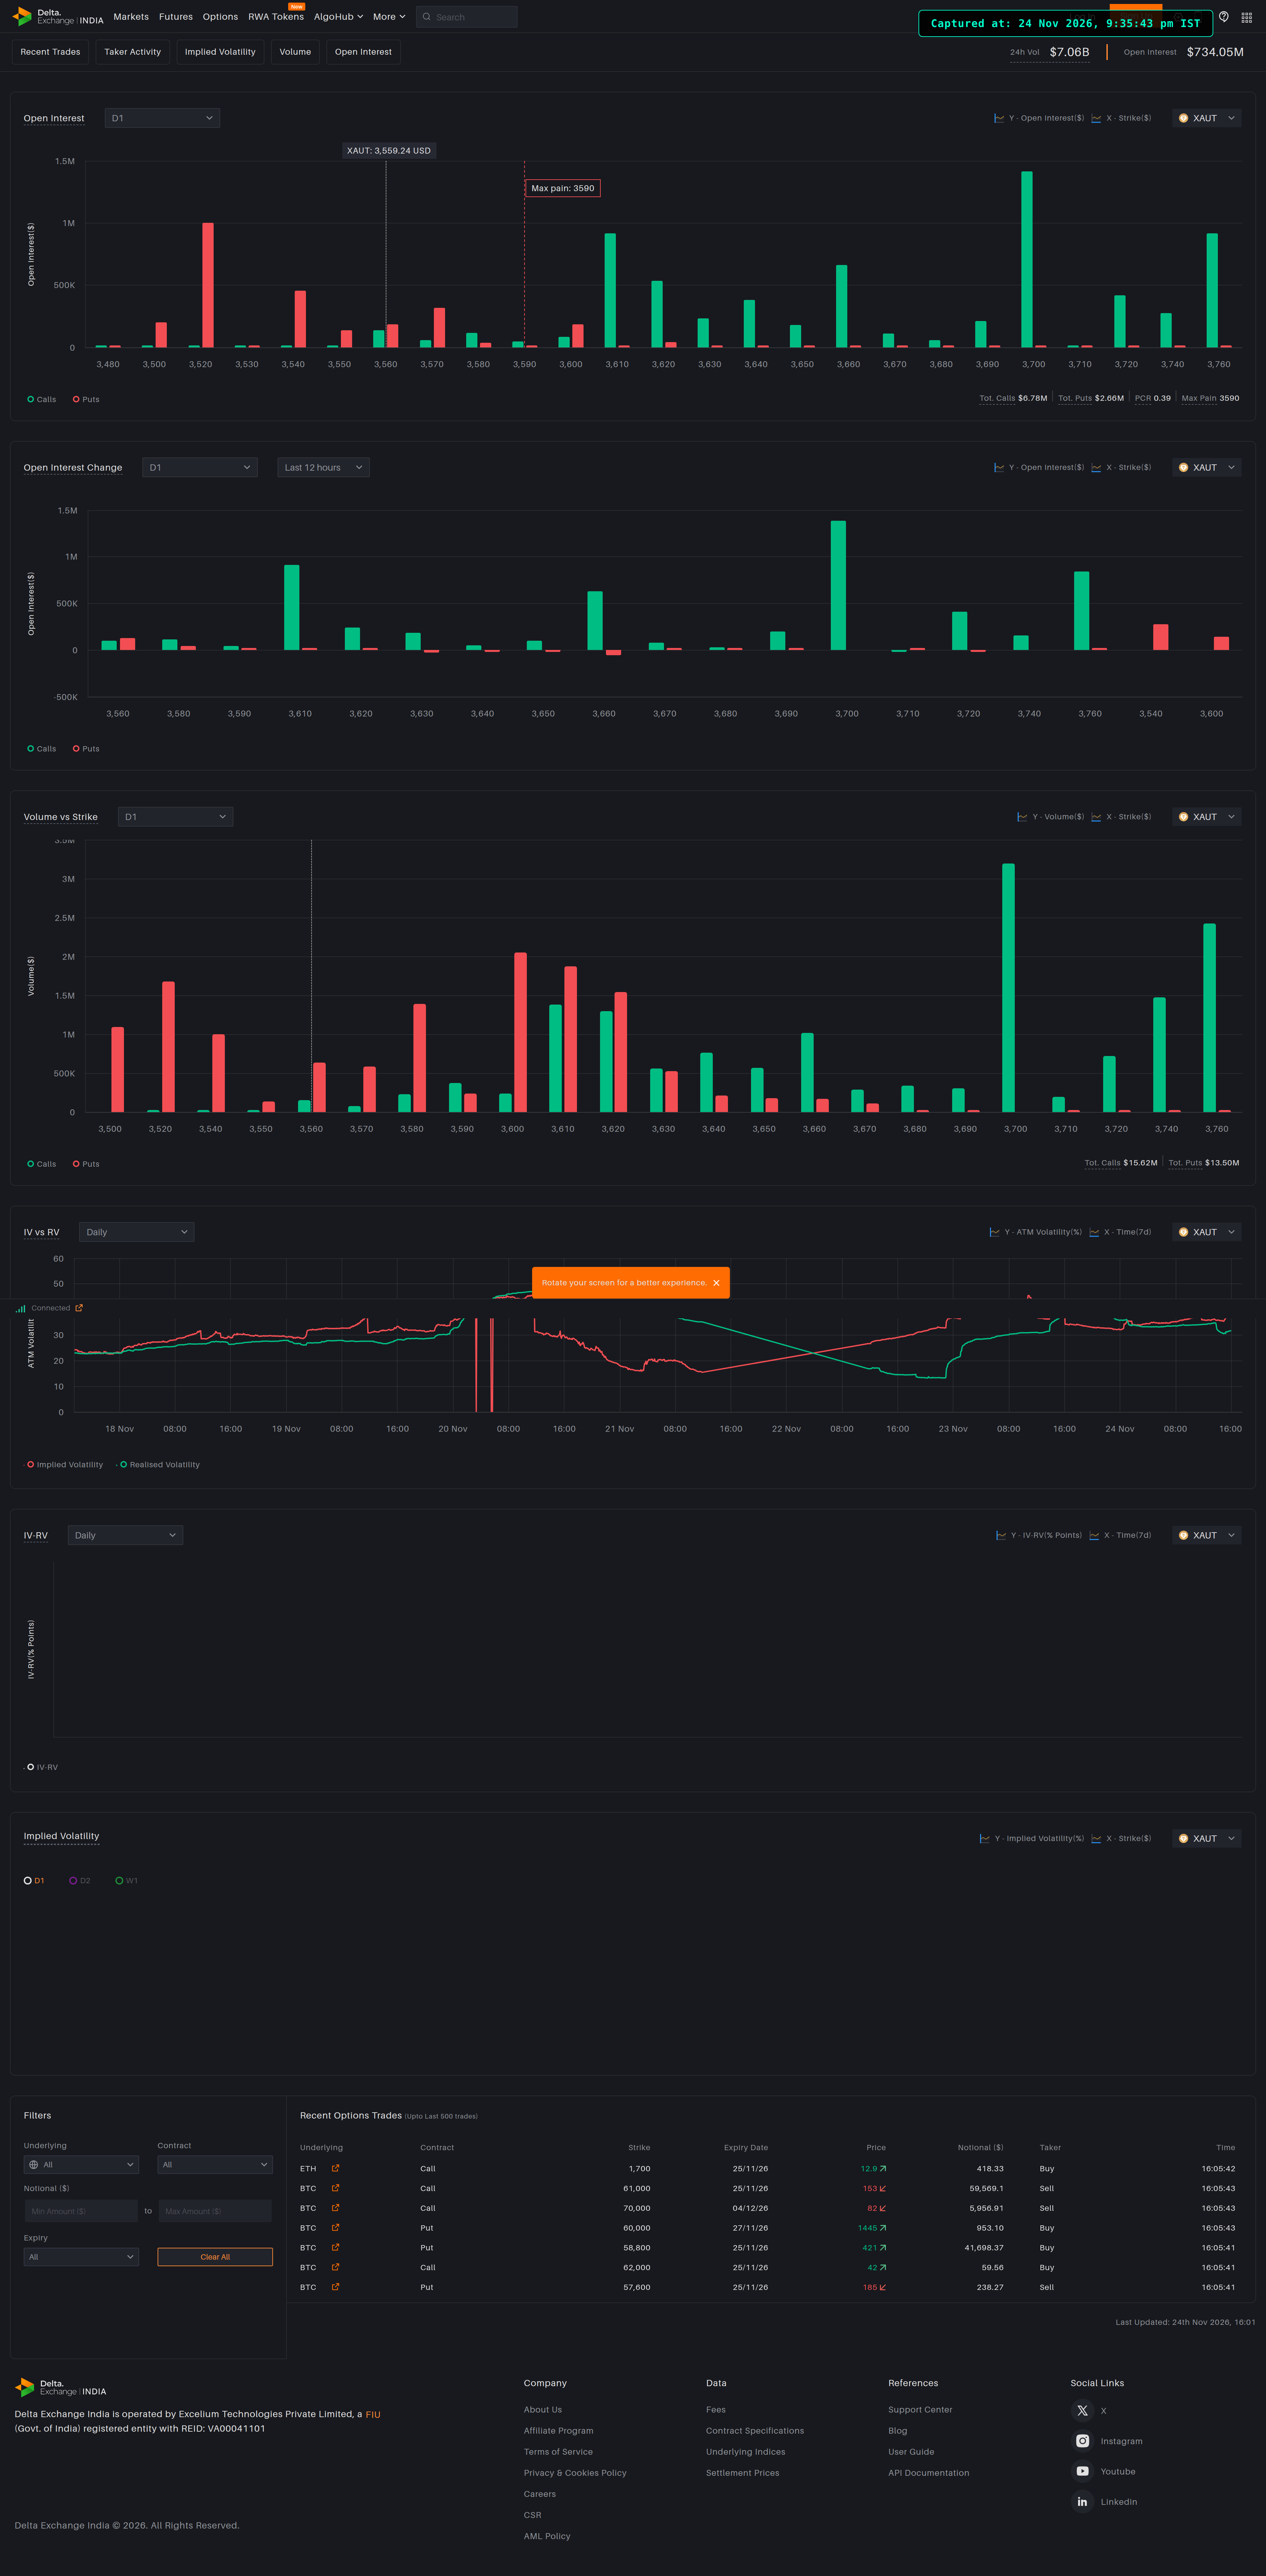 Delta.
Exchange | INDIA
Markets Futures Options RWA Tokens New AlgoHub More Search
Captured at: 24 Nov 2026, 9:35:43 pm IST
Recent Trades Taker Activity Implied Volatility Volume Open Interest
24h Vol $7.06B Open Interest $734.05M
Open Interest D1 Y - Open Interest($) X - Strike($) XAUT
XAUT: 3,559.24 USD
Max pain: 3590
Open Interest($)
1.5M
1M
500K
0
3,480 3,500 3,520 3,530 3,540 3,550 3,560 3,570 3,580 3,590 3,600 3,610 3,620 3,630 3,640 3,650 3,660 3,670 3,680 3,690 3,700 3,710 3,720 3,740 3,760
Calls Puts
Tot. Calls $6.78M Tot. Puts $2.66M PCR 0.39 Max Pain 3590
Open Interest Change D1 Last 12 hours Y - Open Interest($) X - Strike($) XAUT
Open Interest($)
1.5M
1M
500K
0
-500K
3,560 3,580 3,590 3,610 3,620 3,630 3,640 3,650 3,660 3,670 3,680 3,690 3,700 3,710 3,720 3,740 3,760 3,540 3,600
Calls Puts
Volume vs Strike D1 Y - Volume($) X - Strike($) XAUT
Volume($)
3.5M
3M
2.5M
2M
1.5M
1M
500K
0
3,500 3,520 3,540 3,550 3,560 3,570 3,580 3,590 3,600 3,610 3,620 3,630 3,640 3,650 3,660 3,670 3,680 3,690 3,700 3,710 3,720 3,740 3,760
Calls Puts
Tot. Calls $15.62M Tot. Puts $13.50M
IV vs RV Daily Y - ATM Volatility(%) X - Time(7d) XAUT
60
50
Rotate your screen for a better experience.
Connected
ATM Volatilit
30
20
10
0
18 Nov 08:00 16:00 19 Nov 08:00 16:00 20 Nov 08:00 16:00 21 Nov 08:00 16:00 22 Nov 08:00 16:00 23 Nov 08:00 16:00 24 Nov 08:00 16:00
Implied Volatility Realised Volatility
IV-RV Daily Y - IV-RV(% Points) X - Time(7d) XAUT
IV-RV(% Points)
IV-RV
Implied Volatility Y - Implied Volatility(%) X - Strike($) XAUT
D1 D2 W1
Filters
Underlying Contract
All All
Notional ($)
Min Amount ($) to Max Amount ($)
Expiry
All Clear All
Recent Options Trades (Upto Last 500 trades)
Underlying Contract Strike Expiry Date Price Notional ($) Taker Time
ETH Call 1,700 25/11/26 12.9 418.33 Buy 16:05:42
BTC Call 61,000 25/11/26 153 59,569.1 Sell 16:05:43
BTC Call 70,000 04/12/26 82 5,956.91 Sell 16:05:43
BTC Put 60,000 27/11/26 1445 953.10 Buy 16:05:43
BTC Put 58,800 25/11/26 421 41,698.37 Buy 16:05:41
BTC Call 62,000 25/11/26 42 59.56 Buy 16:05:41
BTC Put 57,600 25/11/26 185 238.27 Sell 16:05:41
Last Updated: 24th Nov 2026, 16:01
Delta.
Exchange | INDIA
Delta Exchange India is operated by Excelium Technologies Private Limited, a FIU
(Govt. of India) registered entity with REID: VA00041101
Delta Exchange India © 2026. All Rights Reserved.
Company
About Us
Affiliate Program
Terms of Service
Privacy & Cookies Policy
Careers
CSR
AML Policy
Data
Fees
Contract Specifications
Underlying Indices
Settlement Prices
References
Support Center
Blog
User Guide
API Documentation
Social Links
X
Instagram
Youtube
Linkedin